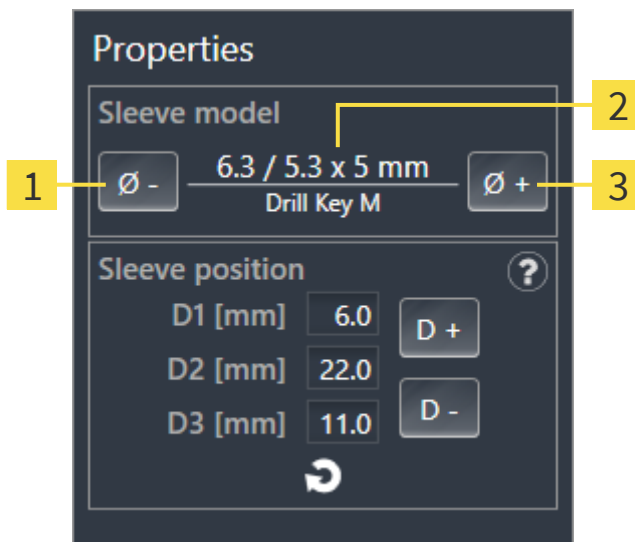 Properties
Sleeve model
2
1
Ø -
6.3 / 5.3 x 5 mm
Ø +
3
Drill Key M
Sleeve position
?
D1 [mm] 6.0
D +
D2 [mm] 22.0
D3 [mm] 11.0
D -